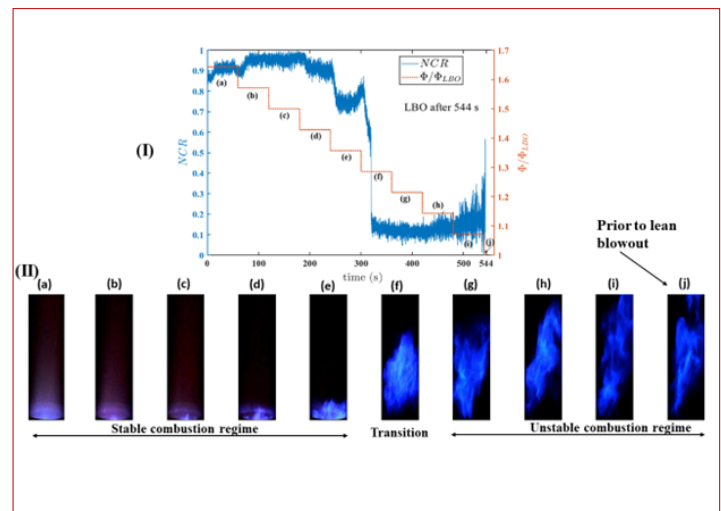 (I)
NCR
Φ/Φ_LBO
LBO after 544 s
NCR
1
0.9
0.8
0.7
0.6
0.5
0.4
0.3
0.2
0.1
0
Φ/Φ_LBO
1.7
1.6
1.5
1.4
1.3
1.2
1.1
1
(a)
(b)
(c)
(d)
(e)
(f)
(g)
(h)
(i)
(j)
0 100 200 300 400 500 544
time (s)
Prior to lean
blowout
(II)
(a) (b) (c) (d) (e) (f) (g) (h) (i) (j)
Stable combustion regime Transition Unstable combustion regime